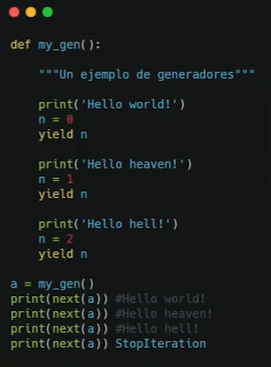 def my_gen():
"""Un ejemplo de generadores"""
print('Hello world!')
n = 0
yield n
print('Hello heaven!')
n = 1
yield n
print('Hello hell!')
n = 2
yield n
a = my_gen()
print(next(a)) #Hello world!
print(next(a)) #Hello heaven!
print(next(a)) #Hello hell!
print(next(a)) StopIteration